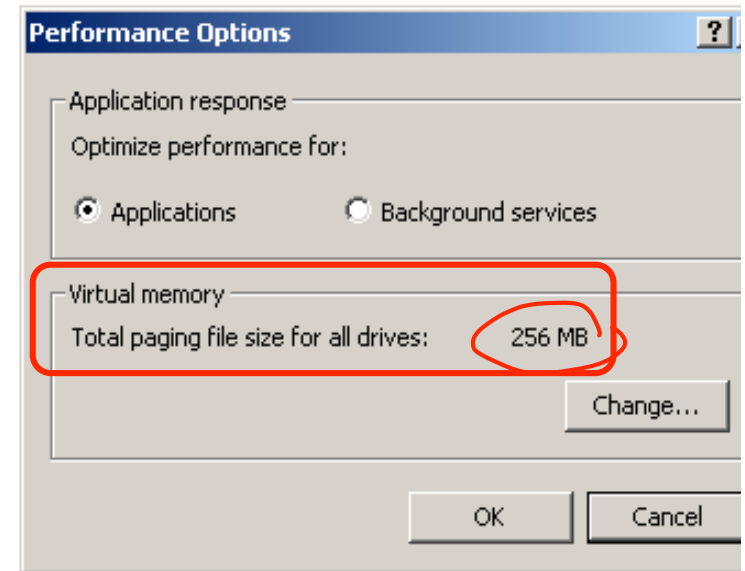 Performance Options ?
Application response
Optimize performance for:
Applications Background services
Virtual memory
Total paging file size for all drives: 256 MB
Change...
OK Cancel